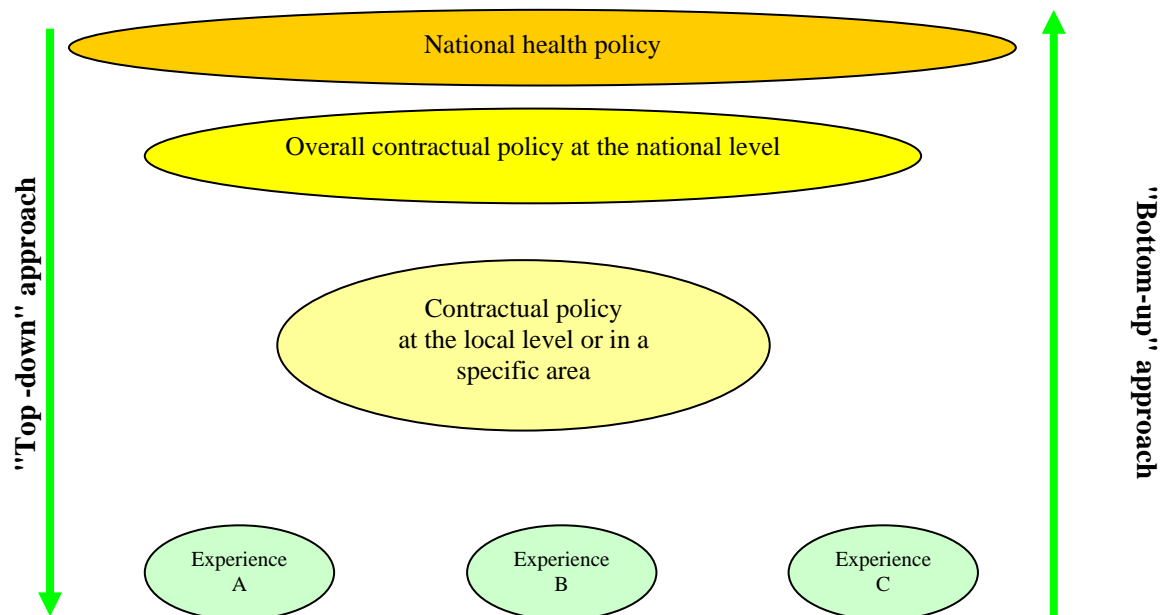 National health policy
Overall contractual policy at the national level
"Top -down" approach
"Bottom-up" approach
Contractual policy
at the local level or in a
specific area
Experience
A
Experience
B
Experience
C